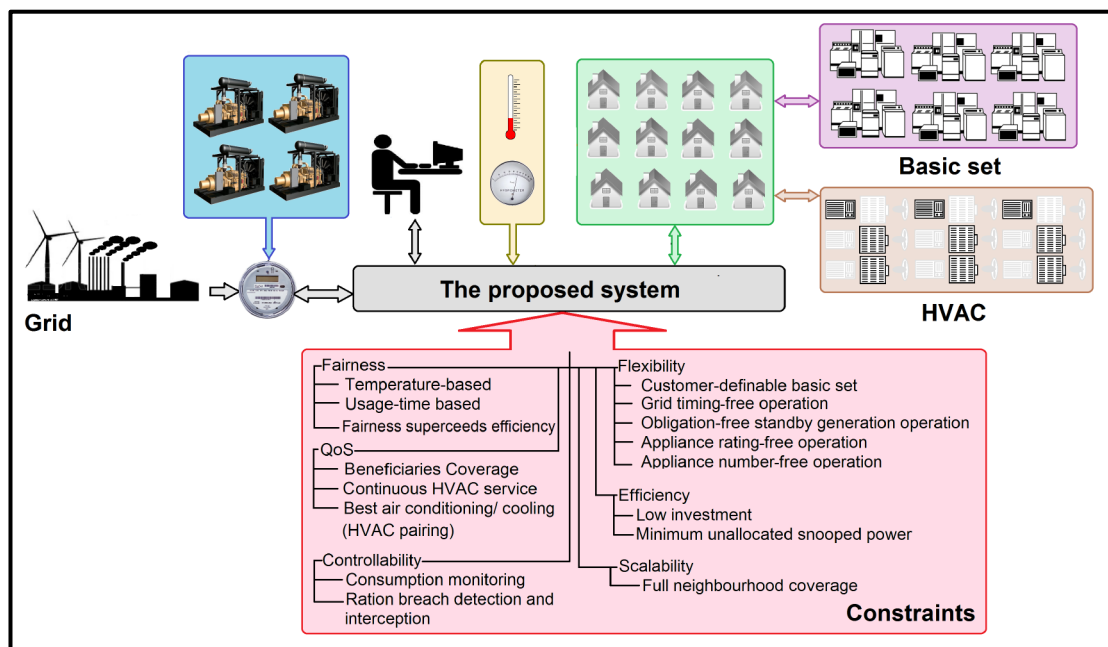 Basic set
HVAC
Grid
The proposed system
Fairness
Temperature-based
Usage-time based
Fairness superceeds efficiency
QoS
Beneficiaries Coverage
Continuous HVAC service
Best air conditioning/ cooling
(HVAC pairing)
Controllability
Consumption monitoring
Ration breach detection and
interception
Flexibility
Customer-definable basic set
Grid timing-free operation
Obligation-free standby generation operation
Appliance rating-free operation
Appliance number-free operation
Efficiency
Low investment
Minimum unallocated snooped power
Scalability
Full neighbourhood coverage
Constraints